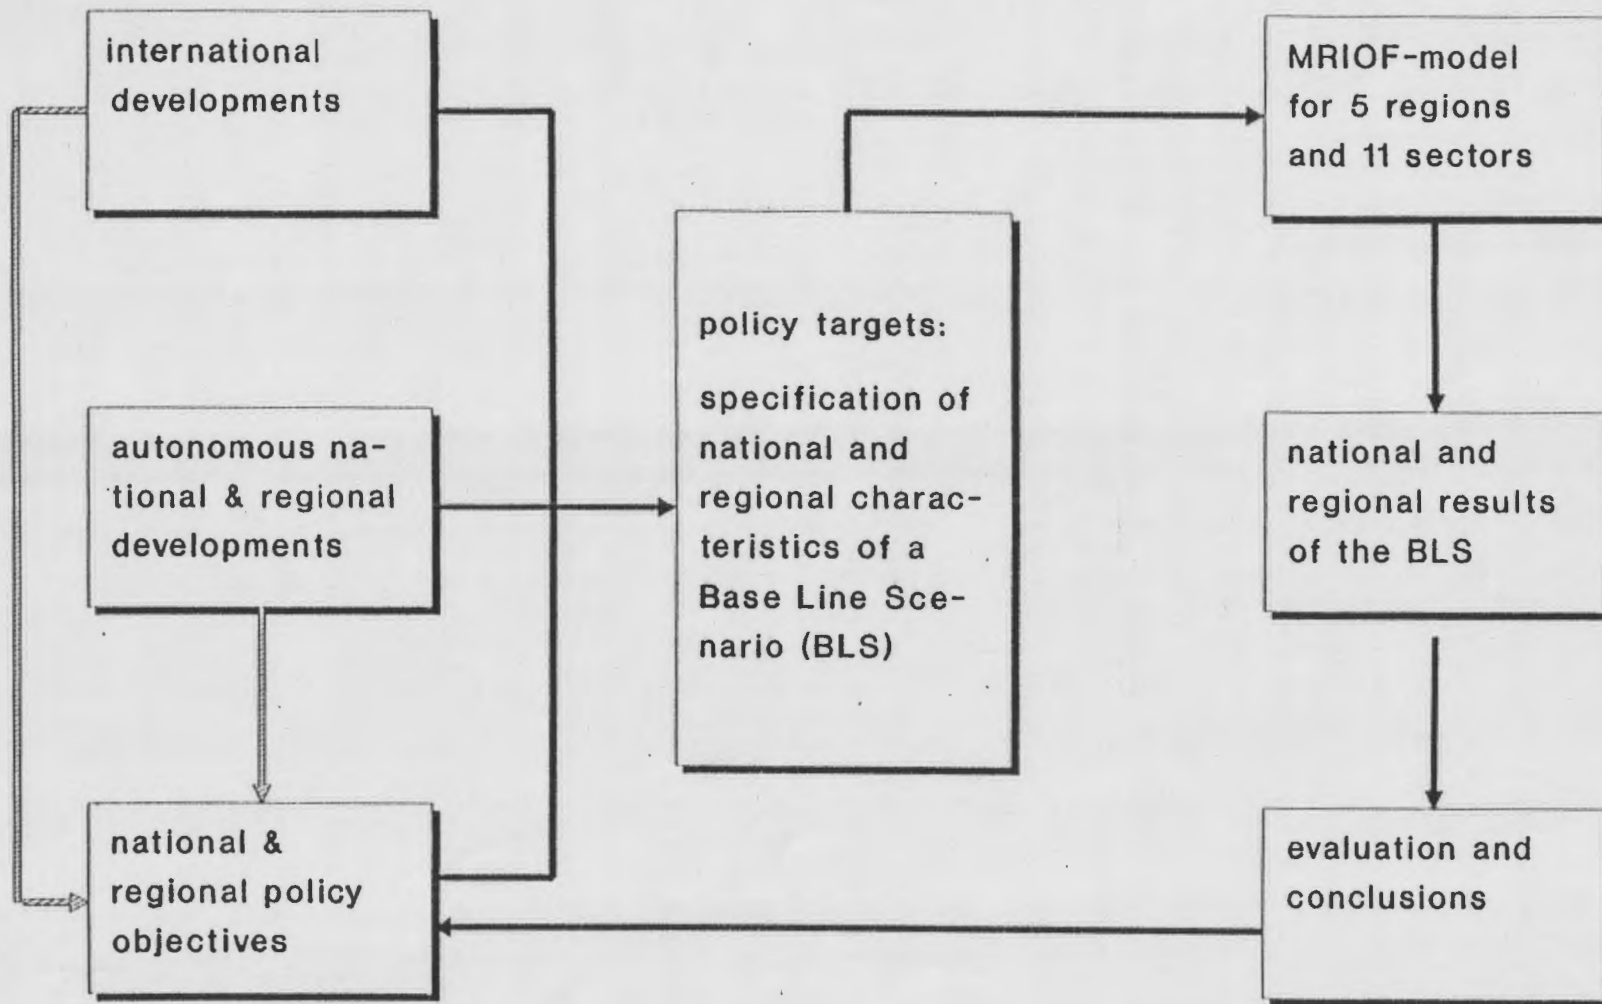 international
developments
autonomous na-
tional & regional
developments
national &
regional policy
objectives
policy targets:
specification of
national and
regional charac-
teristics of a
Base Line Sce-
nario (BLS)
MRIOF-model
for 5 regions
and 11 sectors
national and
regional results
of the BLS
evaluation and
conclusions